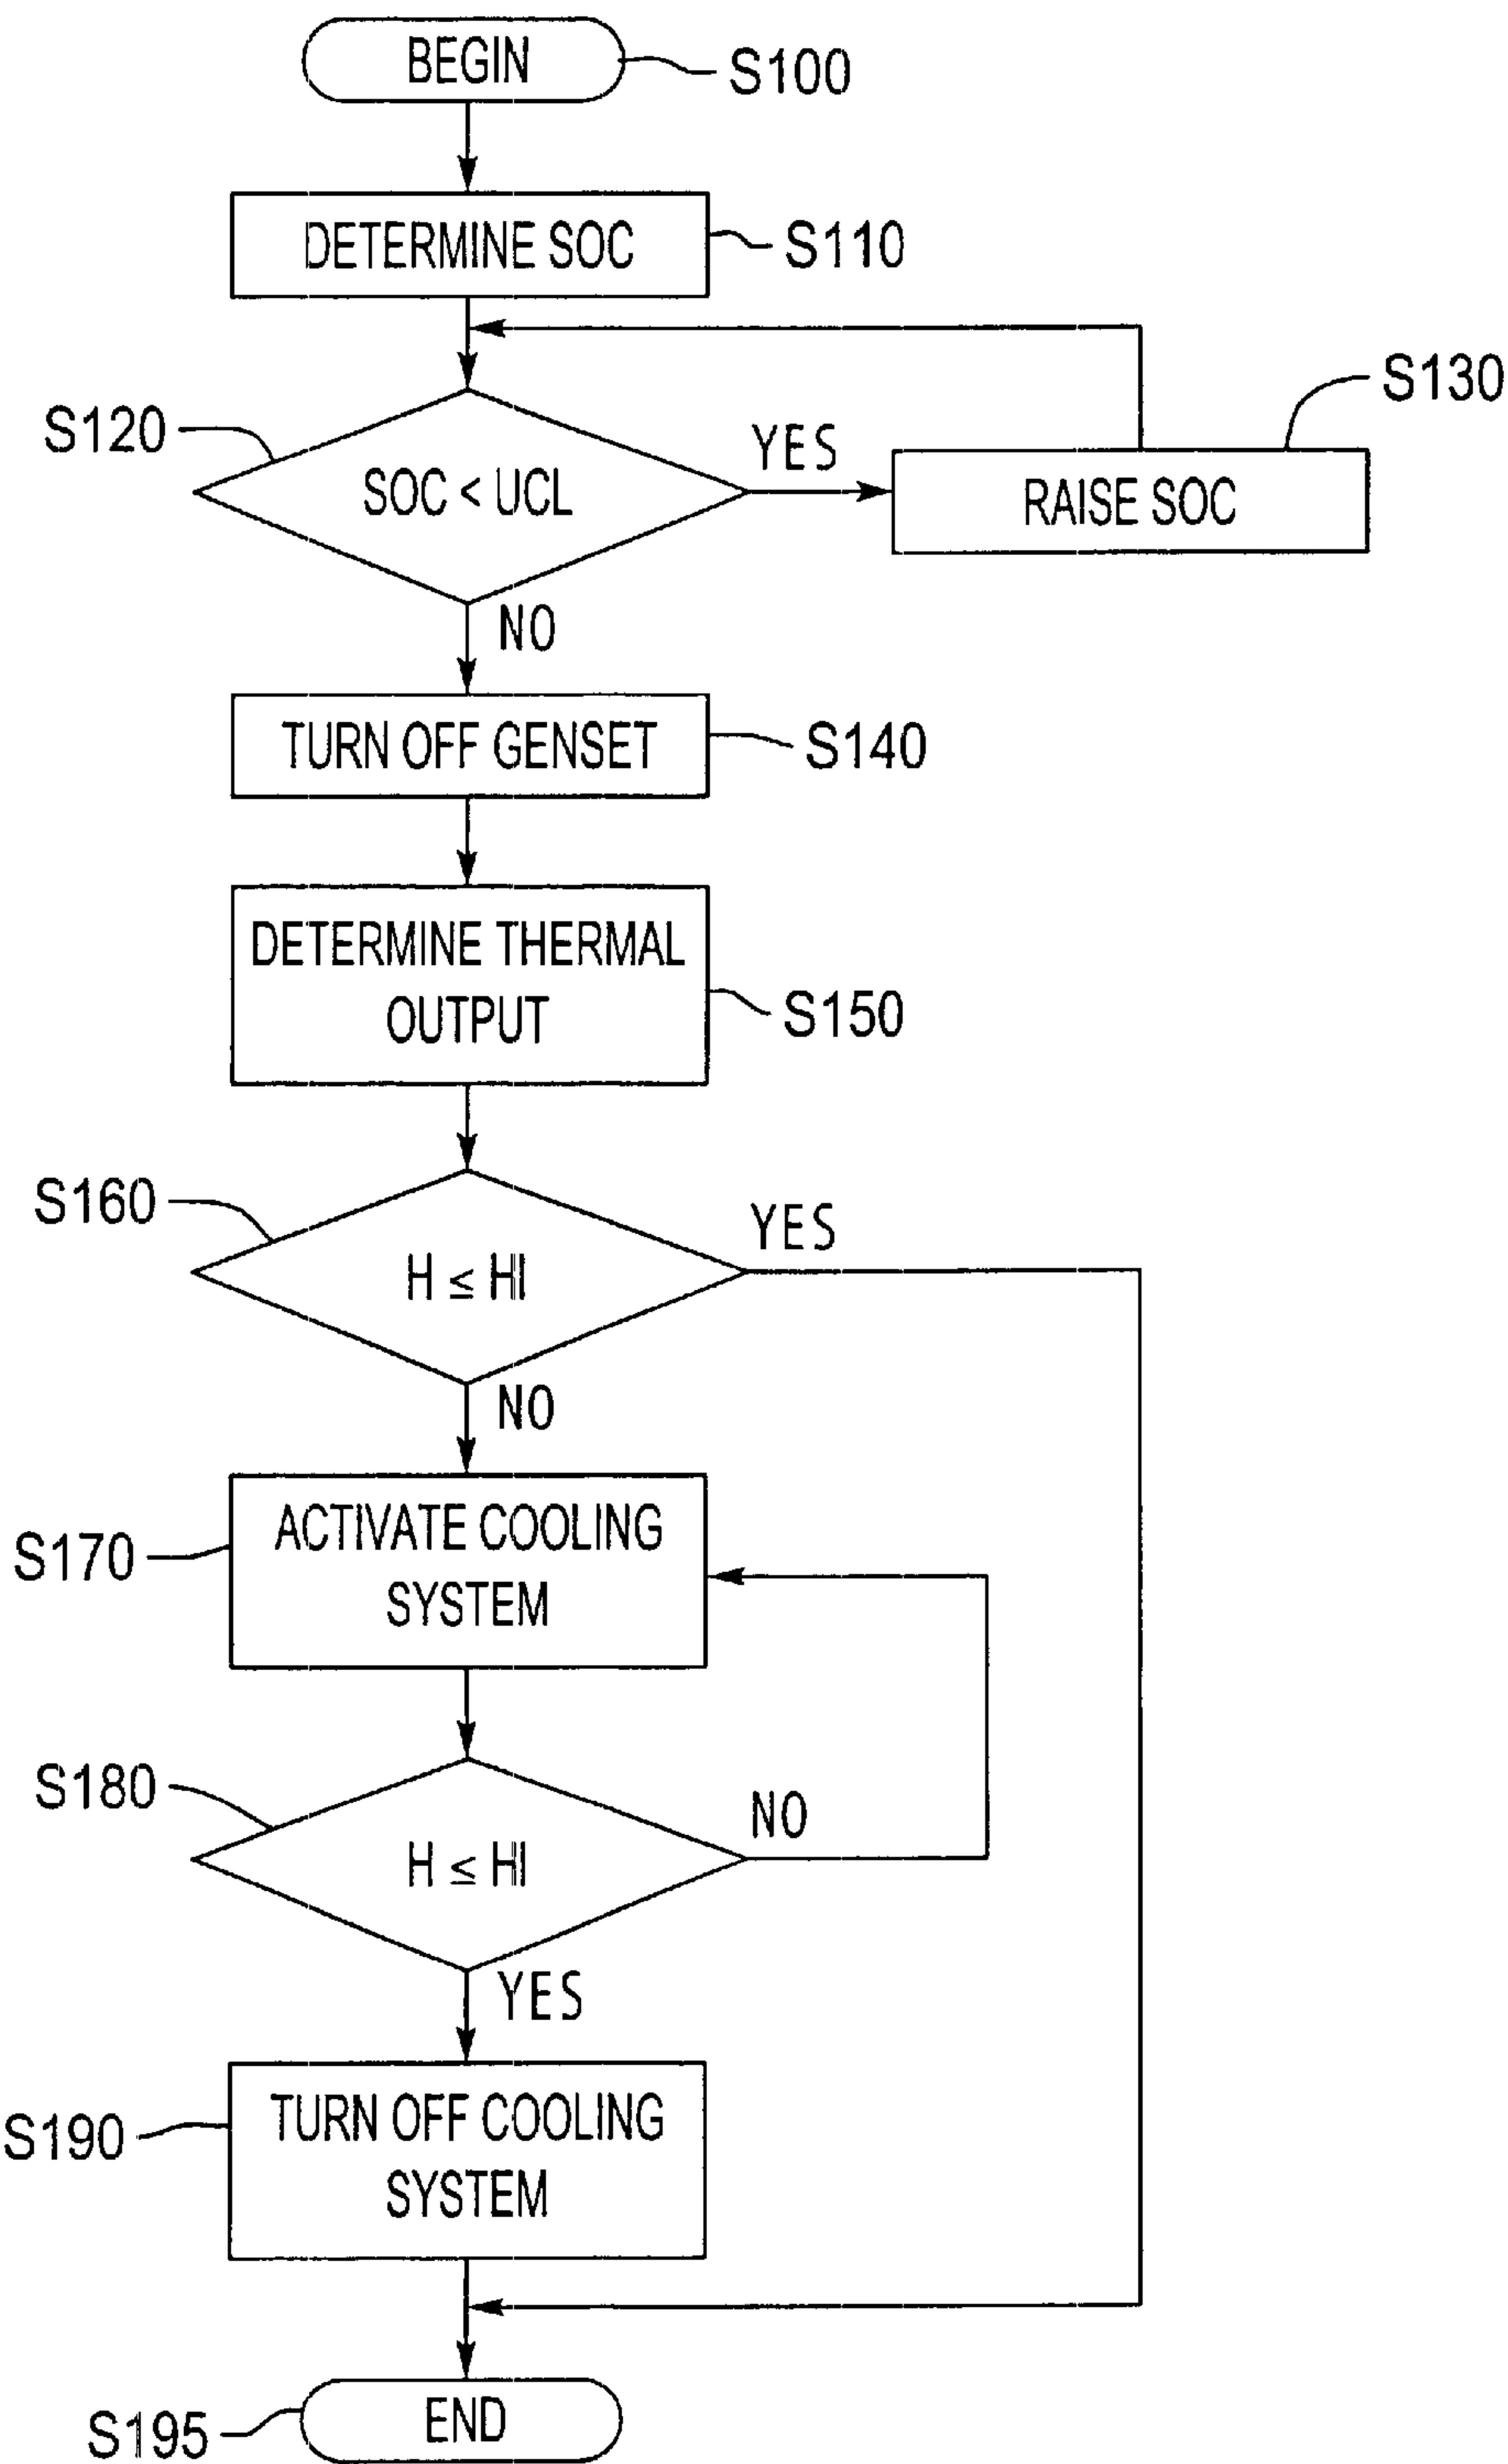 BEGIN
S100
DETERMINE SOC
S110
S120
SOC < UCL
YES
RAISE SOC
S130
NO
TURN OFF GENSET
S140
DETERMINE THERMAL
OUTPUT
S150
S160
H ≤ HI
YES
NO
S170
ACTIVATE COOLING
SYSTEM
S180
H ≤ HI
NO
YES
S190
TURN OFF COOLING
SYSTEM
S195
END